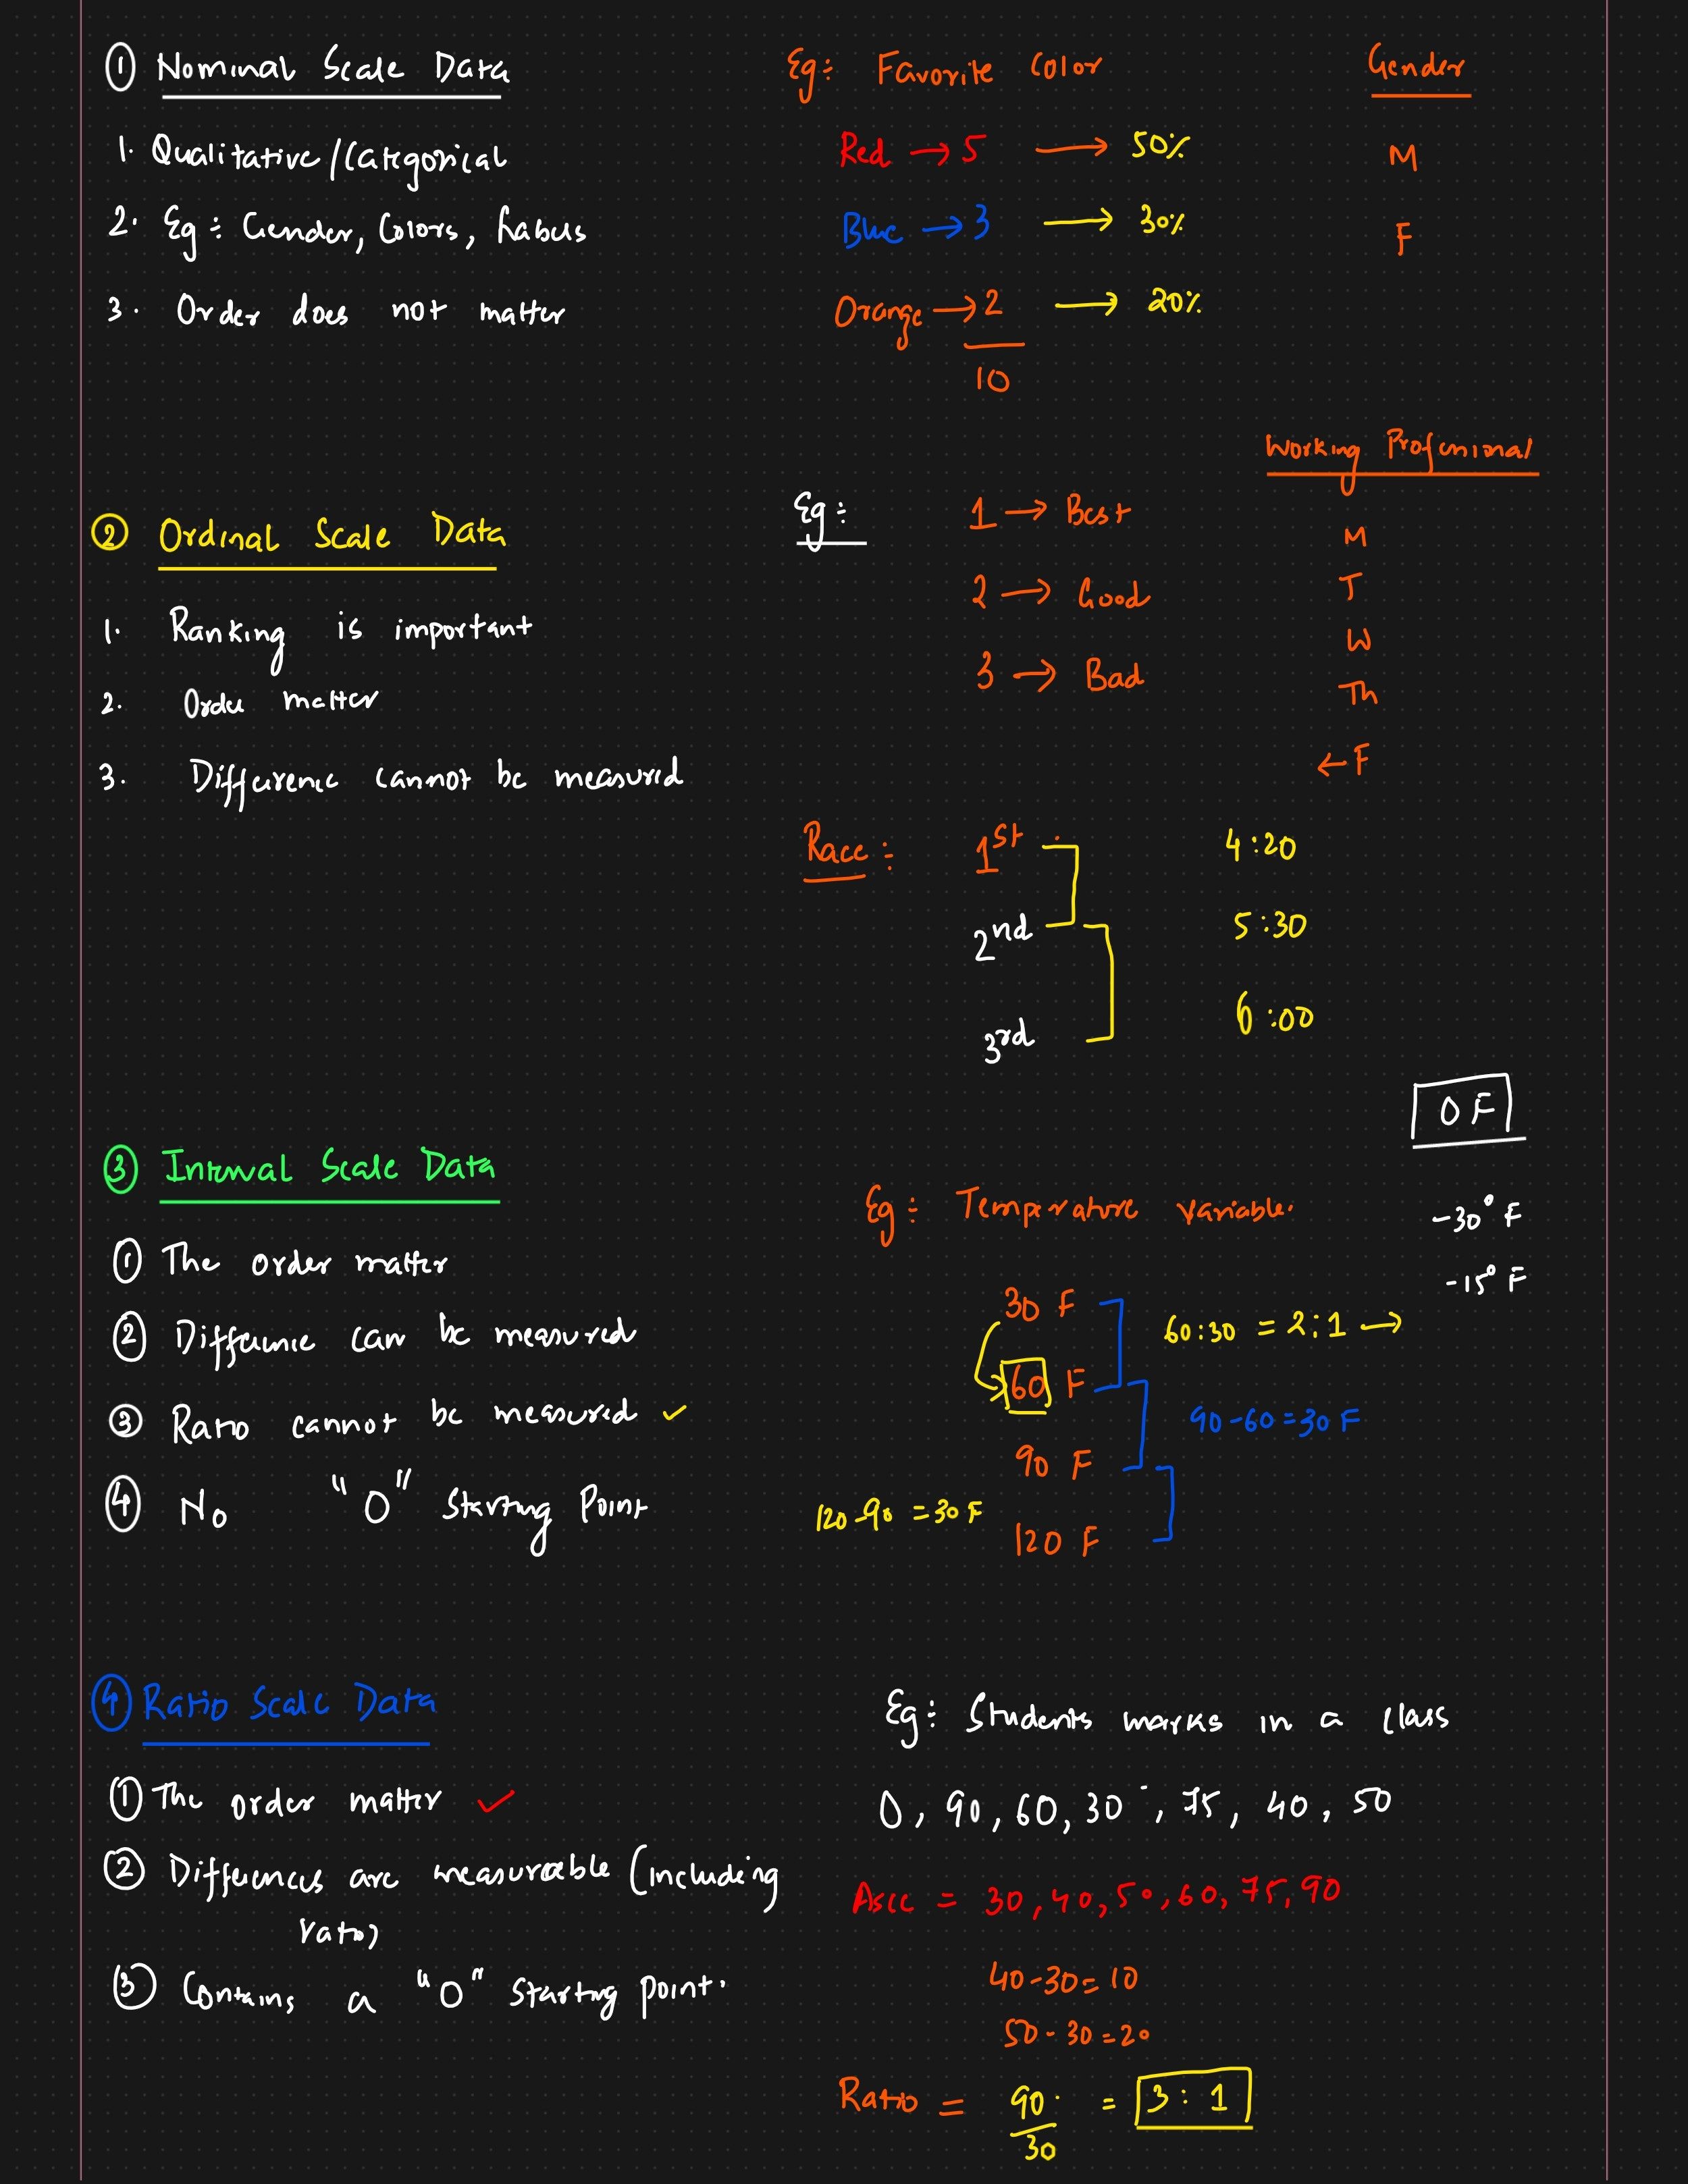 ① Nominal Scale Data
1. Qualitative/Categorical
2. Eg: Gender, Colors, Labels
3. Order does not matter
Eg: Favorite Color
Red → 5 → 50%
Blue → 3 → 30%
Orange → 2 → 20%
10
Gender
M
F
② Ordinal Scale Data
1. Ranking is important
2. Order matter
3. Difference cannot be measured
Eg:
1 → Best
2 → Good
3 → Bad
Working Professional
M
T
W
Th
← F
Race:
1st 4:20
2nd 5:30
3rd 6:00
③ Interval Scale Data
① The order matter
② Difference can be measured
③ Ratio cannot be measured ✓
④ No "0" Starting Point
0 F
-30° F
-15° F
Eg: Temperature variable.
30 F
60 F
90 F
120 F
60:30 = 2:1 →
90-60=30 F
120-90 = 30 F
④ Ratio Scale Data
① The order matter ✓
② Differences are measurable (including
ratio)
③ Contains a "0" Starting point.
Eg: Students marks in a class
0, 90, 60, 30, 75, 40, 50
Asce = 30, 40, 50, 60, 75, 90
40-30=10
50-30=20
Ratio = 90/30 = 3:1